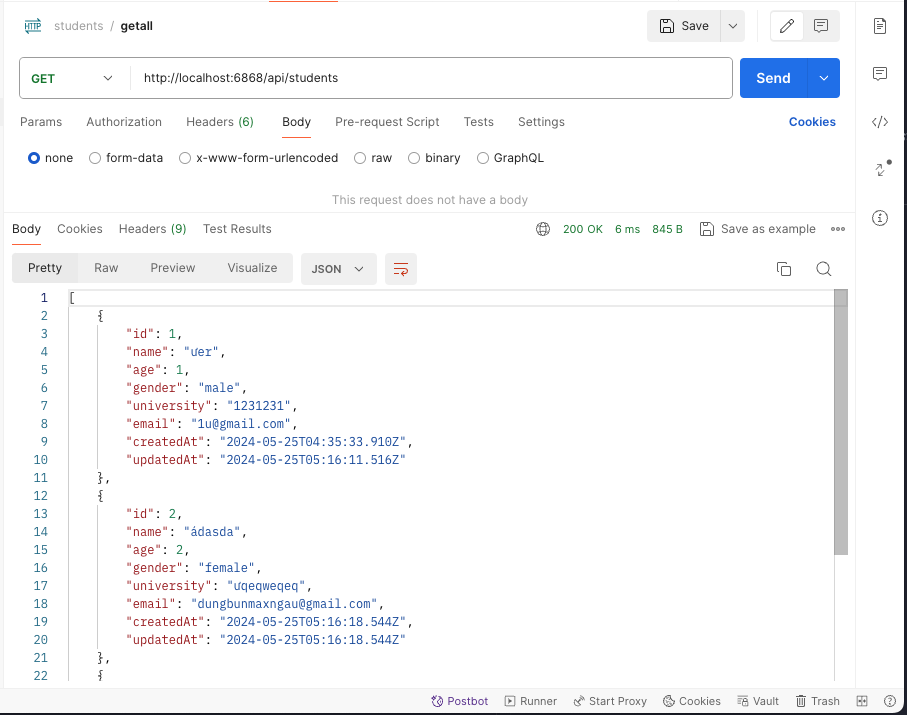 HTTP students / getall Save
GET http://localhost:6868/api/students Send
Params Authorization Headers (6) Body Pre-request Script Tests Settings Cookies
none form-data x-www-form-urlencoded raw binary GraphQL
This request does not have a body
Body Cookies Headers (9) Test Results 200 OK 6 ms 845 B Save as example
Pretty Raw Preview Visualize JSON
1 [
2 {
3 "id": 1,
4 "name": "ưer",
5 "age": 1,
6 "gender": "male",
7 "university": "1231231",
8 "email": "1u@gmail.com",
9 "createdAt": "2024-05-25T04:35:33.910Z",
10 "updatedAt": "2024-05-25T05:16:11.516Z"
11 },
12 {
13 "id": 2,
14 "name": "ádasda",
15 "age": 2,
16 "gender": "female",
17 "university": "ưqeqweqeq",
18 "email": "dungbunmaxngau@gmail.com",
19 "createdAt": "2024-05-25T05:16:18.544Z",
20 "updatedAt": "2024-05-25T05:16:18.544Z"
21 },
22 {
Postbot Runner Start Proxy Cookies Vault Trash